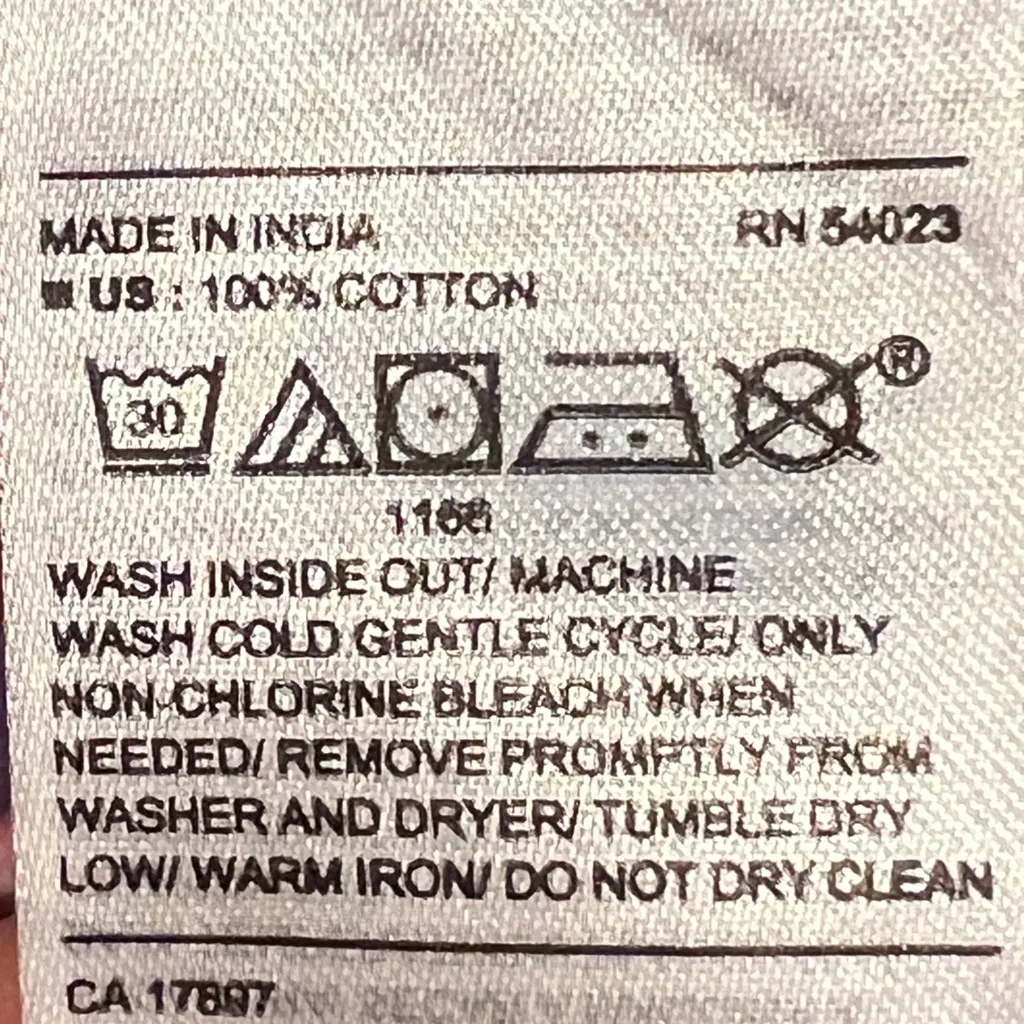 MADE IN INDIA RN 54023
US : 100% COTTON
30
®
WASH INSIDE OUT/ MACHINE
WASH COLD GENTLE CYCLE/ ONLY
NON-CHLORINE BLEACH WHEN
NEEDED/ REMOVE PROMPTLY FROM
WASHER AND DRYER/ TUMBLE DRY
LOW/ WARM IRON/ DO NOT DRY CLEAN
CA 17897